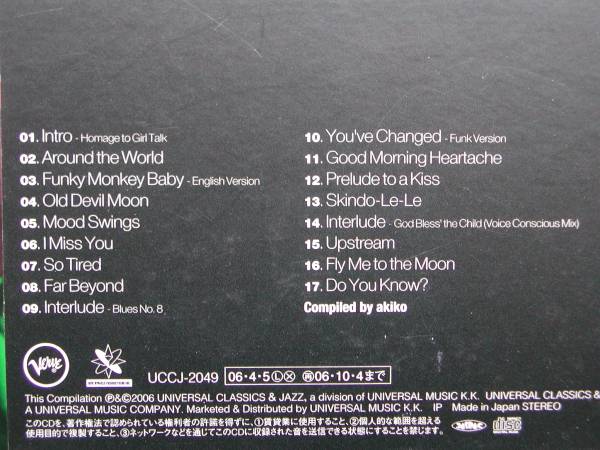 01. Intro - Homage to Girl Talk
02. Around the World
03. Funky Monkey Baby - English Version
04. Old Devil Moon
05. Mood Swings
06. I Miss You
07. So Tired
08. Far Beyond
09. Interlude - Blues No. 8
10. You've Changed - Funk Version
11. Good Morning Heartache
12. Prelude to a Kiss
13. Skindo-Le-Le
14. Interlude - God Bless' the Child (Voice Conscious Mix)
15. Upstream
16. Fly Me to the Moon
17. Do You Know?
Compiled by akiko
Verve
UCCJ-2049 06・4・5ⓁⓍ ㊢06・10・4まで
This Compilation ℗&©2006 UNIVERSAL CLASSICS & JAZZ, a division of UNIVERSAL MUSIC K.K. UNIVERSAL CLASSICS &
A UNIVERSAL MUSIC COMPANY. Marketed & Distributed by UNIVERSAL MUSIC K.K. IP Made in Japan STEREO
このCDを、著作権法で認められている権利者の許諾を得ずに、①賃貸業に使用すること、②個人的な範囲を超える
使用目的で複製すること、③ネットワークなどを通じてこのCDに収録された音を送信できる状態にすることを禁じます。
disc